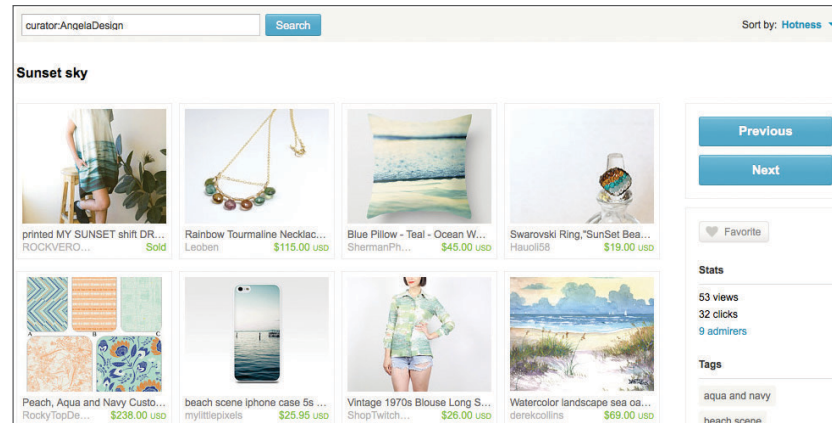 curator:AngelaDesign
Search
Sort by: Hotness
Sunset sky
printed MY SUNSET shift DR...
ROCKVERO... Sold
Rainbow Tourmaline Necklac...
Leoben $115.00 USD
Blue Pillow - Teal - Ocean W...
ShermanPh... $45.00 USD
Swarovski Ring,"SunSet Bea...
Hauoli58 $19.00 USD
Previous
Next
Favorite
Stats
53 views
32 clicks
9 admirers
Tags
aqua and navy
beach scene
A B C
Peach, Aqua and Navy Custo...
RockyTopDe... $238.00 USD
beach scene iphone case 5s ...
mylittlepixels $25.95 USD
Vintage 1970s Blouse Long S...
ShopTwitch... $26.00 USD
Watercolor landscape sea oa...
derekcollins $69.00 USD